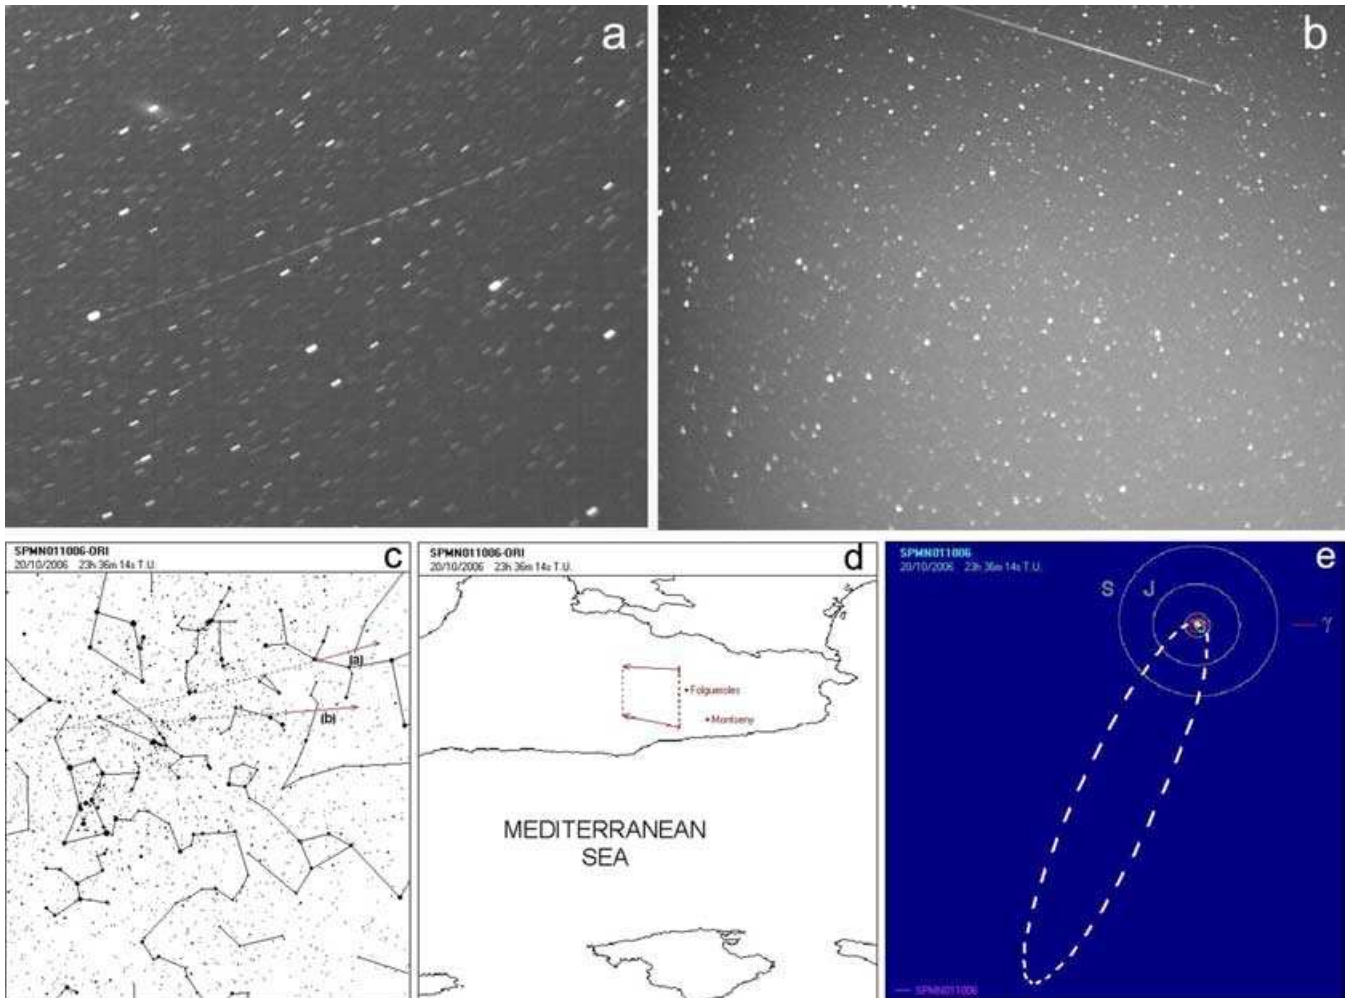 a
b
SPMN011006-ORI
20/10/2006 23h 36m 14s T.U.
c
(a)
(b)
SPMN011006-ORI
20/10/2006 23h 36m 14s T.U.
d
Folgueroles
Montseny
MEDITERRANEAN
SEA
SPMN011006
20/10/2006 23h 36m 14s T.U.
e
S J
γ
SPMN011006